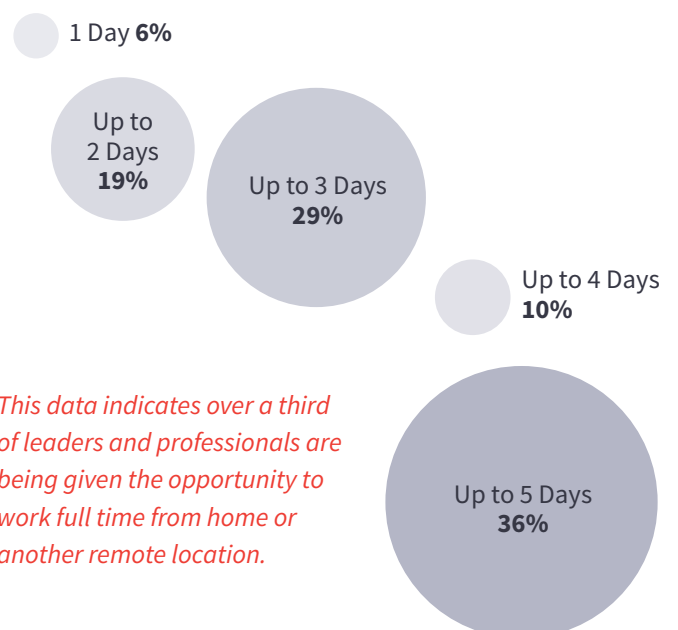 1 Day 6%
Up to
2 Days
19%
Up to 3 Days
29%
Up to 4 Days
10%
This data indicates over a third
of leaders and professionals are
being given the opportunity to
work full time from home or
another remote location.
Up to 5 Days
36%